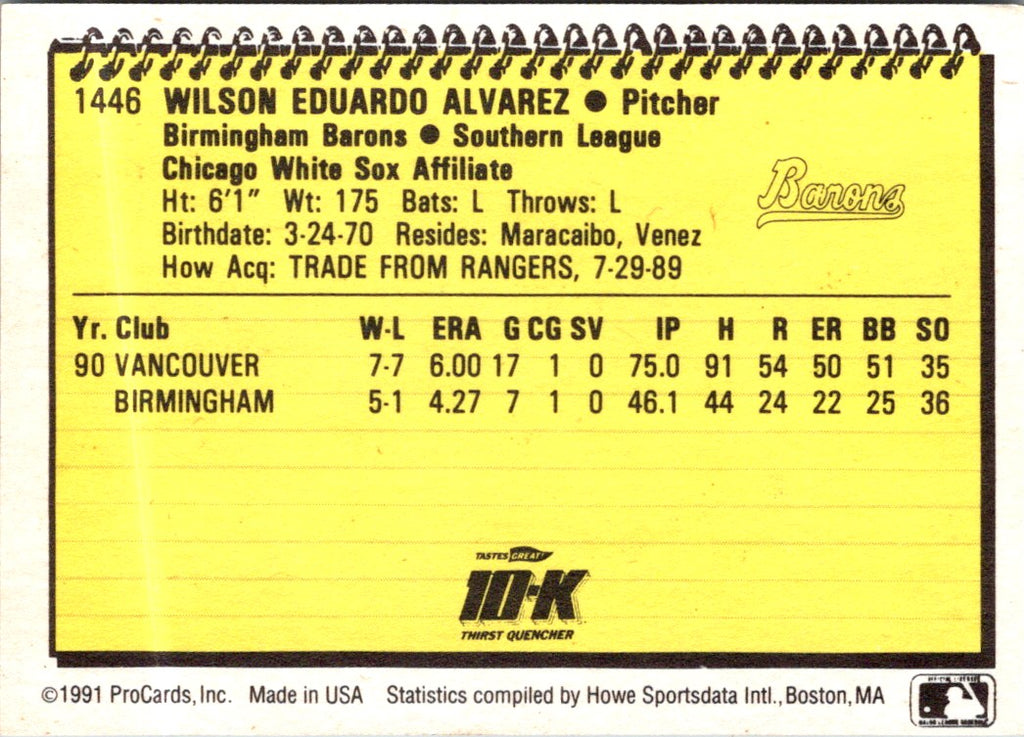 1446 WILSON EDUARDO ALVAREZ ● Pitcher
Birmingham Barons ● Southern League
Chicago White Sox Affiliate
Ht: 6'1" Wt: 175 Bats: L Throws: L
Birthdate: 3-24-70 Resides: Maracaibo, Venez
How Acq: TRADE FROM RANGERS, 7-29-89
Barons
Yr. Club W-L ERA G CG SV IP H R ER BB SO
90 VANCOUVER 7-7 6.00 17 1 0 75.0 91 54 50 51 35
BIRMINGHAM 5-1 4.27 7 1 0 46.1 44 24 22 25 36
TASTES GREAT!
10-K
THIRST QUENCHER
©1991 ProCards, Inc. Made in USA Statistics compiled by Howe Sportsdata Intl., Boston, MA